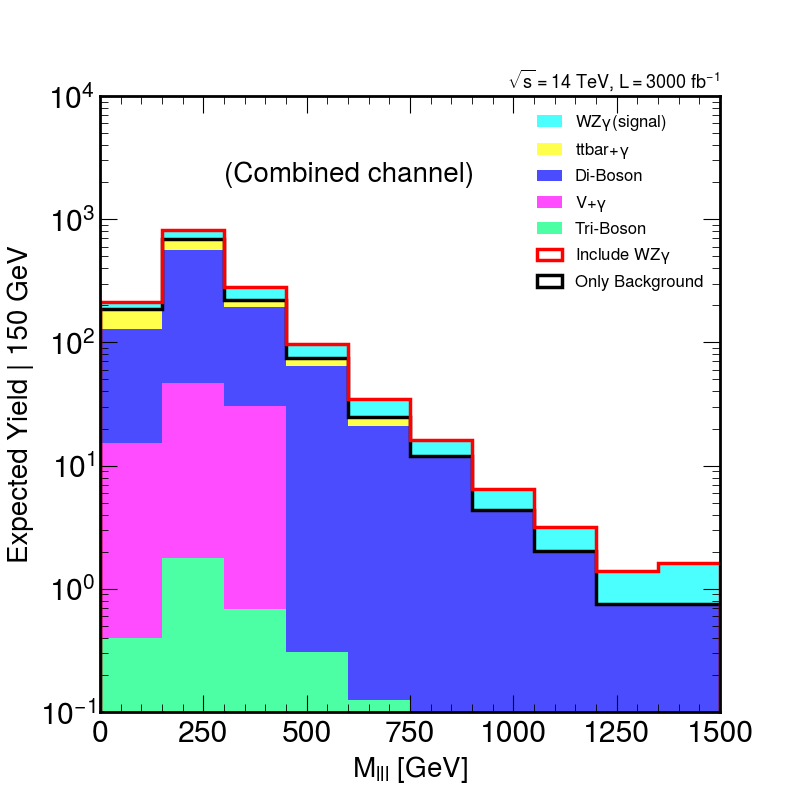 √s = 14 TeV, L = 3000 fb⁻¹
10⁴
10³
10²
10¹
10⁰
10⁻¹
Expected Yield | 150 GeV
(Combined channel)
WZγ(signal)
ttbar+γ
Di-Boson
V+γ
Tri-Boson
Include WZγ
Only Background
0 250 500 750 1000 1250 1500
M_lll [GeV]